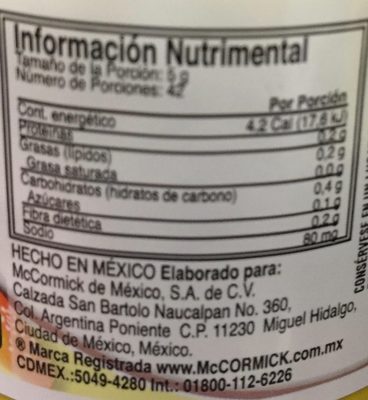 Información Nutrimental
Tamaño de la Porción: 5 g
Número de Porciones: 42
Por Porción
Cont. energético 4.2 Cal (17,6 kJ)
Proteínas 0.2 g
Grasas (lípidos) 0,2 g
Grasa saturada 0.0 g
Carbohidratos (hidratos de carbono) 0,4 g
Azúcares 0.1 g
Fibra dietética 0.2 g
Sodio 80 mg
HECHO EN MÉXICO Elaborado para:
McCormick de México, S.A. de C.V.
Calzada San Bartolo Naucalpan No. 360,
Col. Argentina Poniente C.P. 11230 Miguel Hidalgo,
Ciudad de México, México.
® Marca Registrada www.McCORMICK.com.mx
CDMEX.:5049-4280 Int.: 01800-112-6226
CONSÉRVESE EN UN